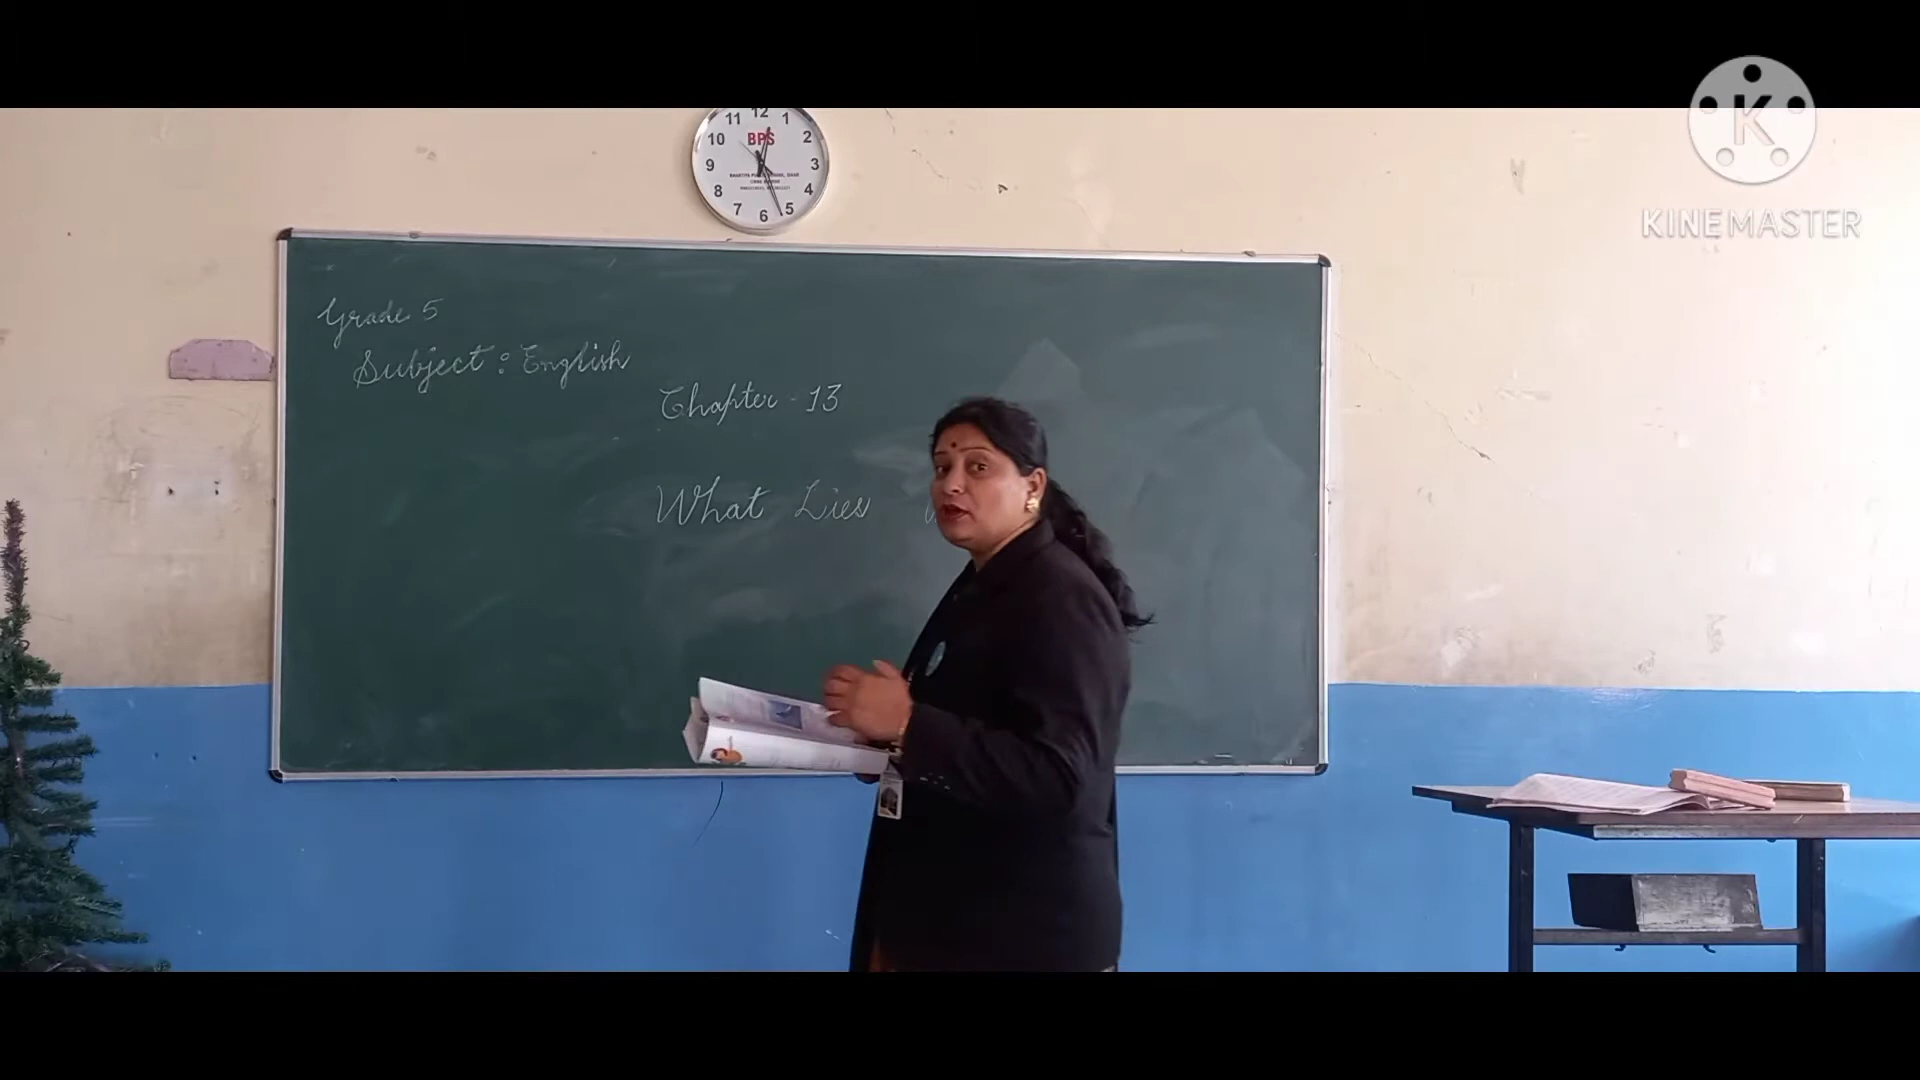 12
11 1
BPS
10 2
9 3
8 4
7 6 5
K
KINEMASTER
Grade 5
Subject : English
Chapter - 13
What Lies